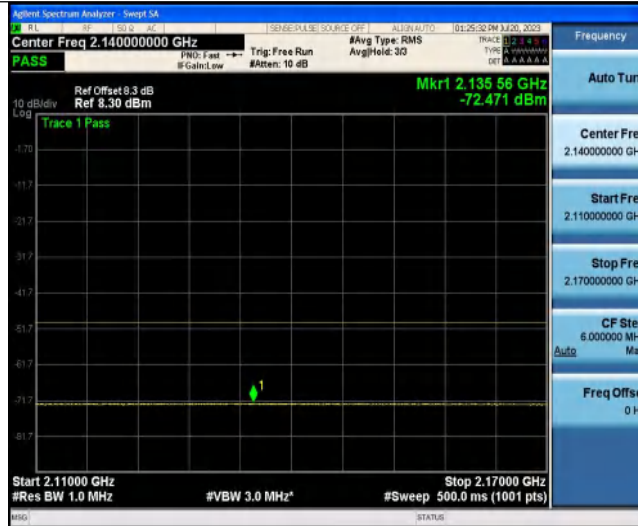 Agilent Spectrum Analyzer - Swept SA
RL RF 50 Ω AC SENSE:PULSE SOURCE OFF ALIGN AUTO 01:25:32 PM Jul 20, 2023
Center Freq 2.140000000 GHz
#Avg Type: RMS
TRACE 1 2 3 4 5 6
PASS
PNO: Fast
Trig: Free Run
Avg|Hold: 3/3
TYPE
IFGain:Low
#Atten: 10 dB
DET A A A A A A
Mkr1 2.135 56 GHz
-72.471 dBm
Ref Offset 8.3 dB
10 dB/div
Ref 8.30 dBm
Log
Trace 1 Pass
-1.70
-11.7
-21.7
-31.7
-41.7
-51.7
-61.7
-71.7
-81.7
1
Start 2.11000 GHz
Stop 2.17000 GHz
#Res BW 1.0 MHz
#VBW 3.0 MHz*
#Sweep 500.0 ms (1001 pts)
MSG
STATUS
Frequency
Auto Tun
Center Fre
2.140000000 GH
Start Fre
2.110000000 GH
Stop Fre
2.170000000 GH
CF Ste
6.000000 MH
Auto Ma
Freq Offse
0 H